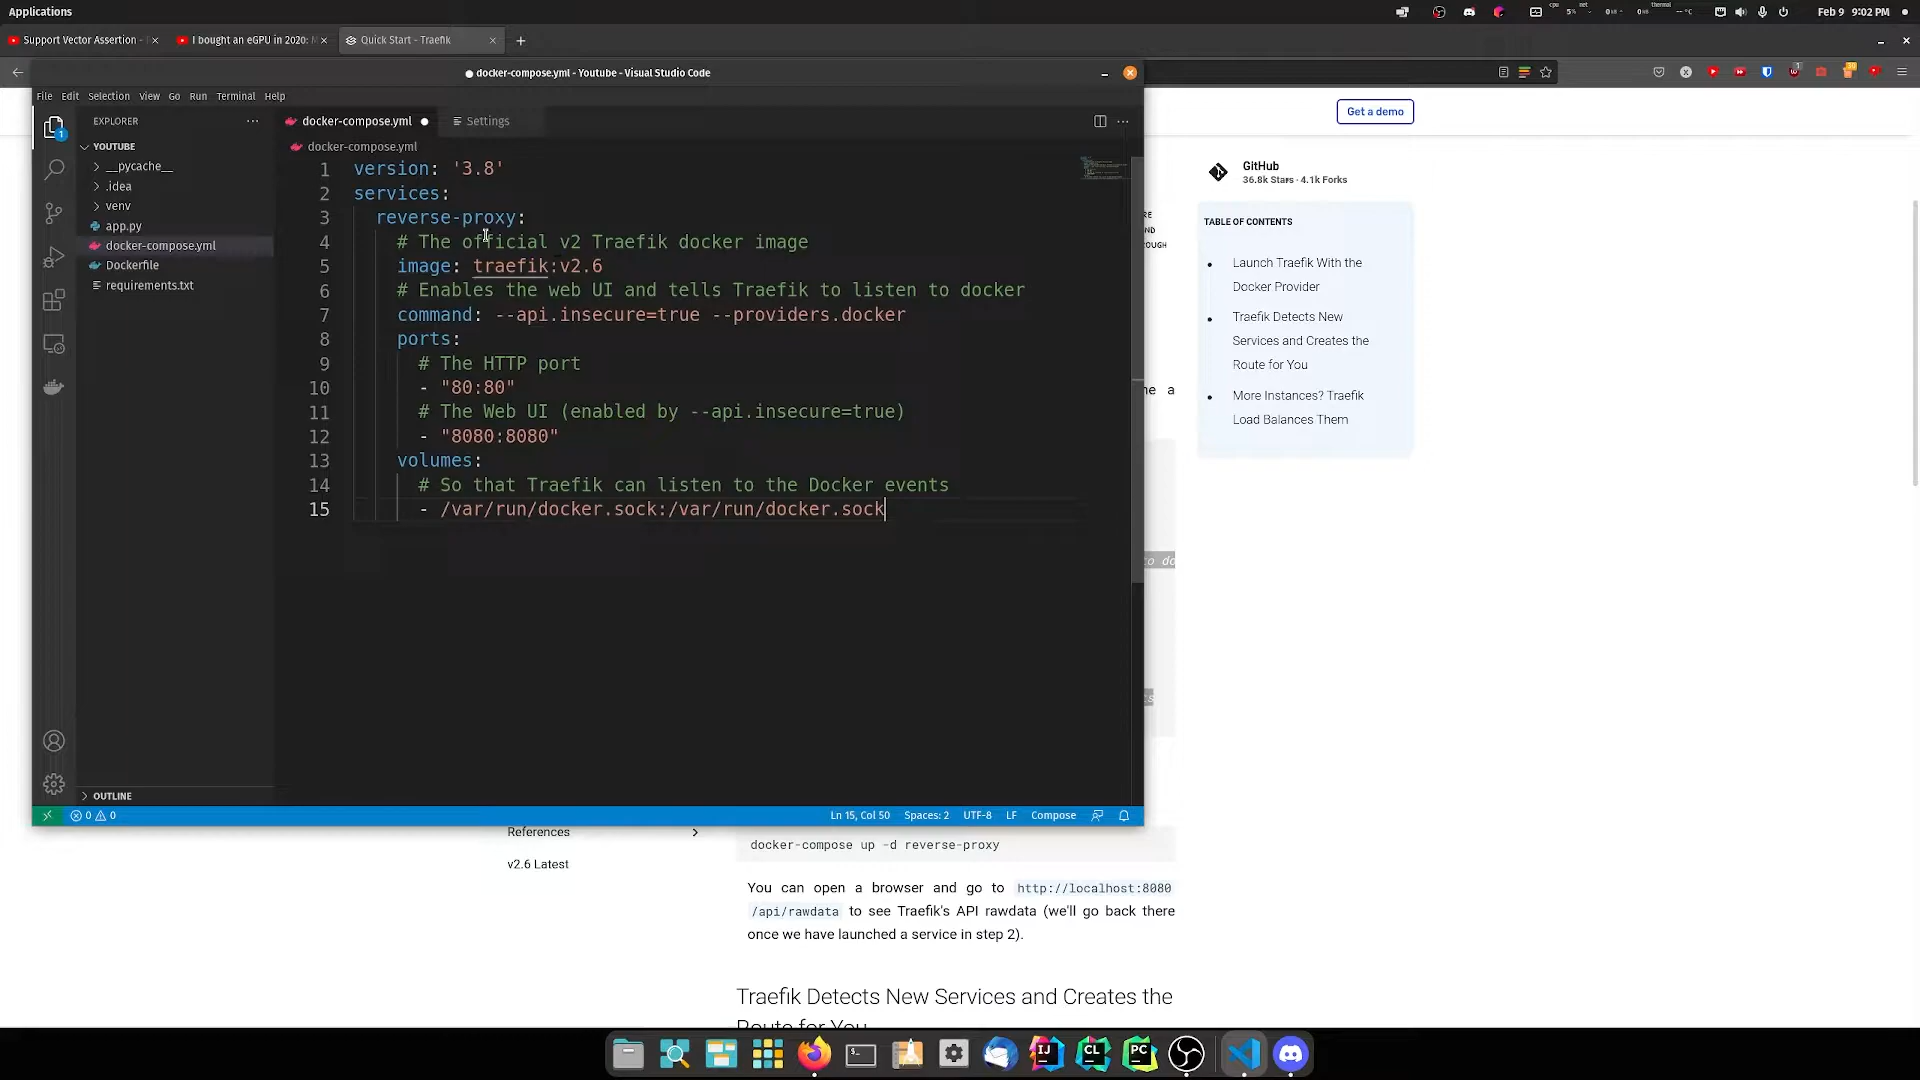 Applications
Feb 9 9:02 PM
Support Vector Assertion -
I bought an eGPU in 2020:
Quick Start - Traefik
docker-compose.yml - Youtube - Visual Studio Code
File Edit Selection View Go Run Terminal Help
Get a demo
EXPLORER
docker-compose.yml
Settings
YOUTUBE
docker-compose.yml
__pycache__
.idea
venv
app.py
docker-compose.yml
Dockerfile
requirements.txt
1 version: '3.8'
2 services:
3 reverse-proxy:
4 # The official v2 Traefik docker image
5 image: traefik:v2.6
6 # Enables the web UI and tells Traefik to listen to docker
7 command: --api.insecure=true --providers.docker
8 ports:
9 # The HTTP port
10 - "80:80"
11 # The Web UI (enabled by --api.insecure=true)
12 - "8080:8080"
13 volumes:
14 # So that Traefik can listen to the Docker events
15 - /var/run/docker.sock:/var/run/docker.sock
GitHub
36.8k Stars · 4.1k Forks
TABLE OF CONTENTS
Launch Traefik With the
Docker Provider
Traefik Detects New
Services and Creates the
Route for You
More Instances? Traefik
Load Balances Them
OUTLINE
0 0
Ln 15, Col 50
Spaces: 2
UTF-8
LF
Compose
References
v2.6 Latest
docker-compose up -d reverse-proxy
You can open a browser and go to http://localhost:8080
/api/rawdata to see Traefik's API rawdata (we'll go back there
once we have launched a service in step 2).
Traefik Detects New Services and Creates the
Route for You